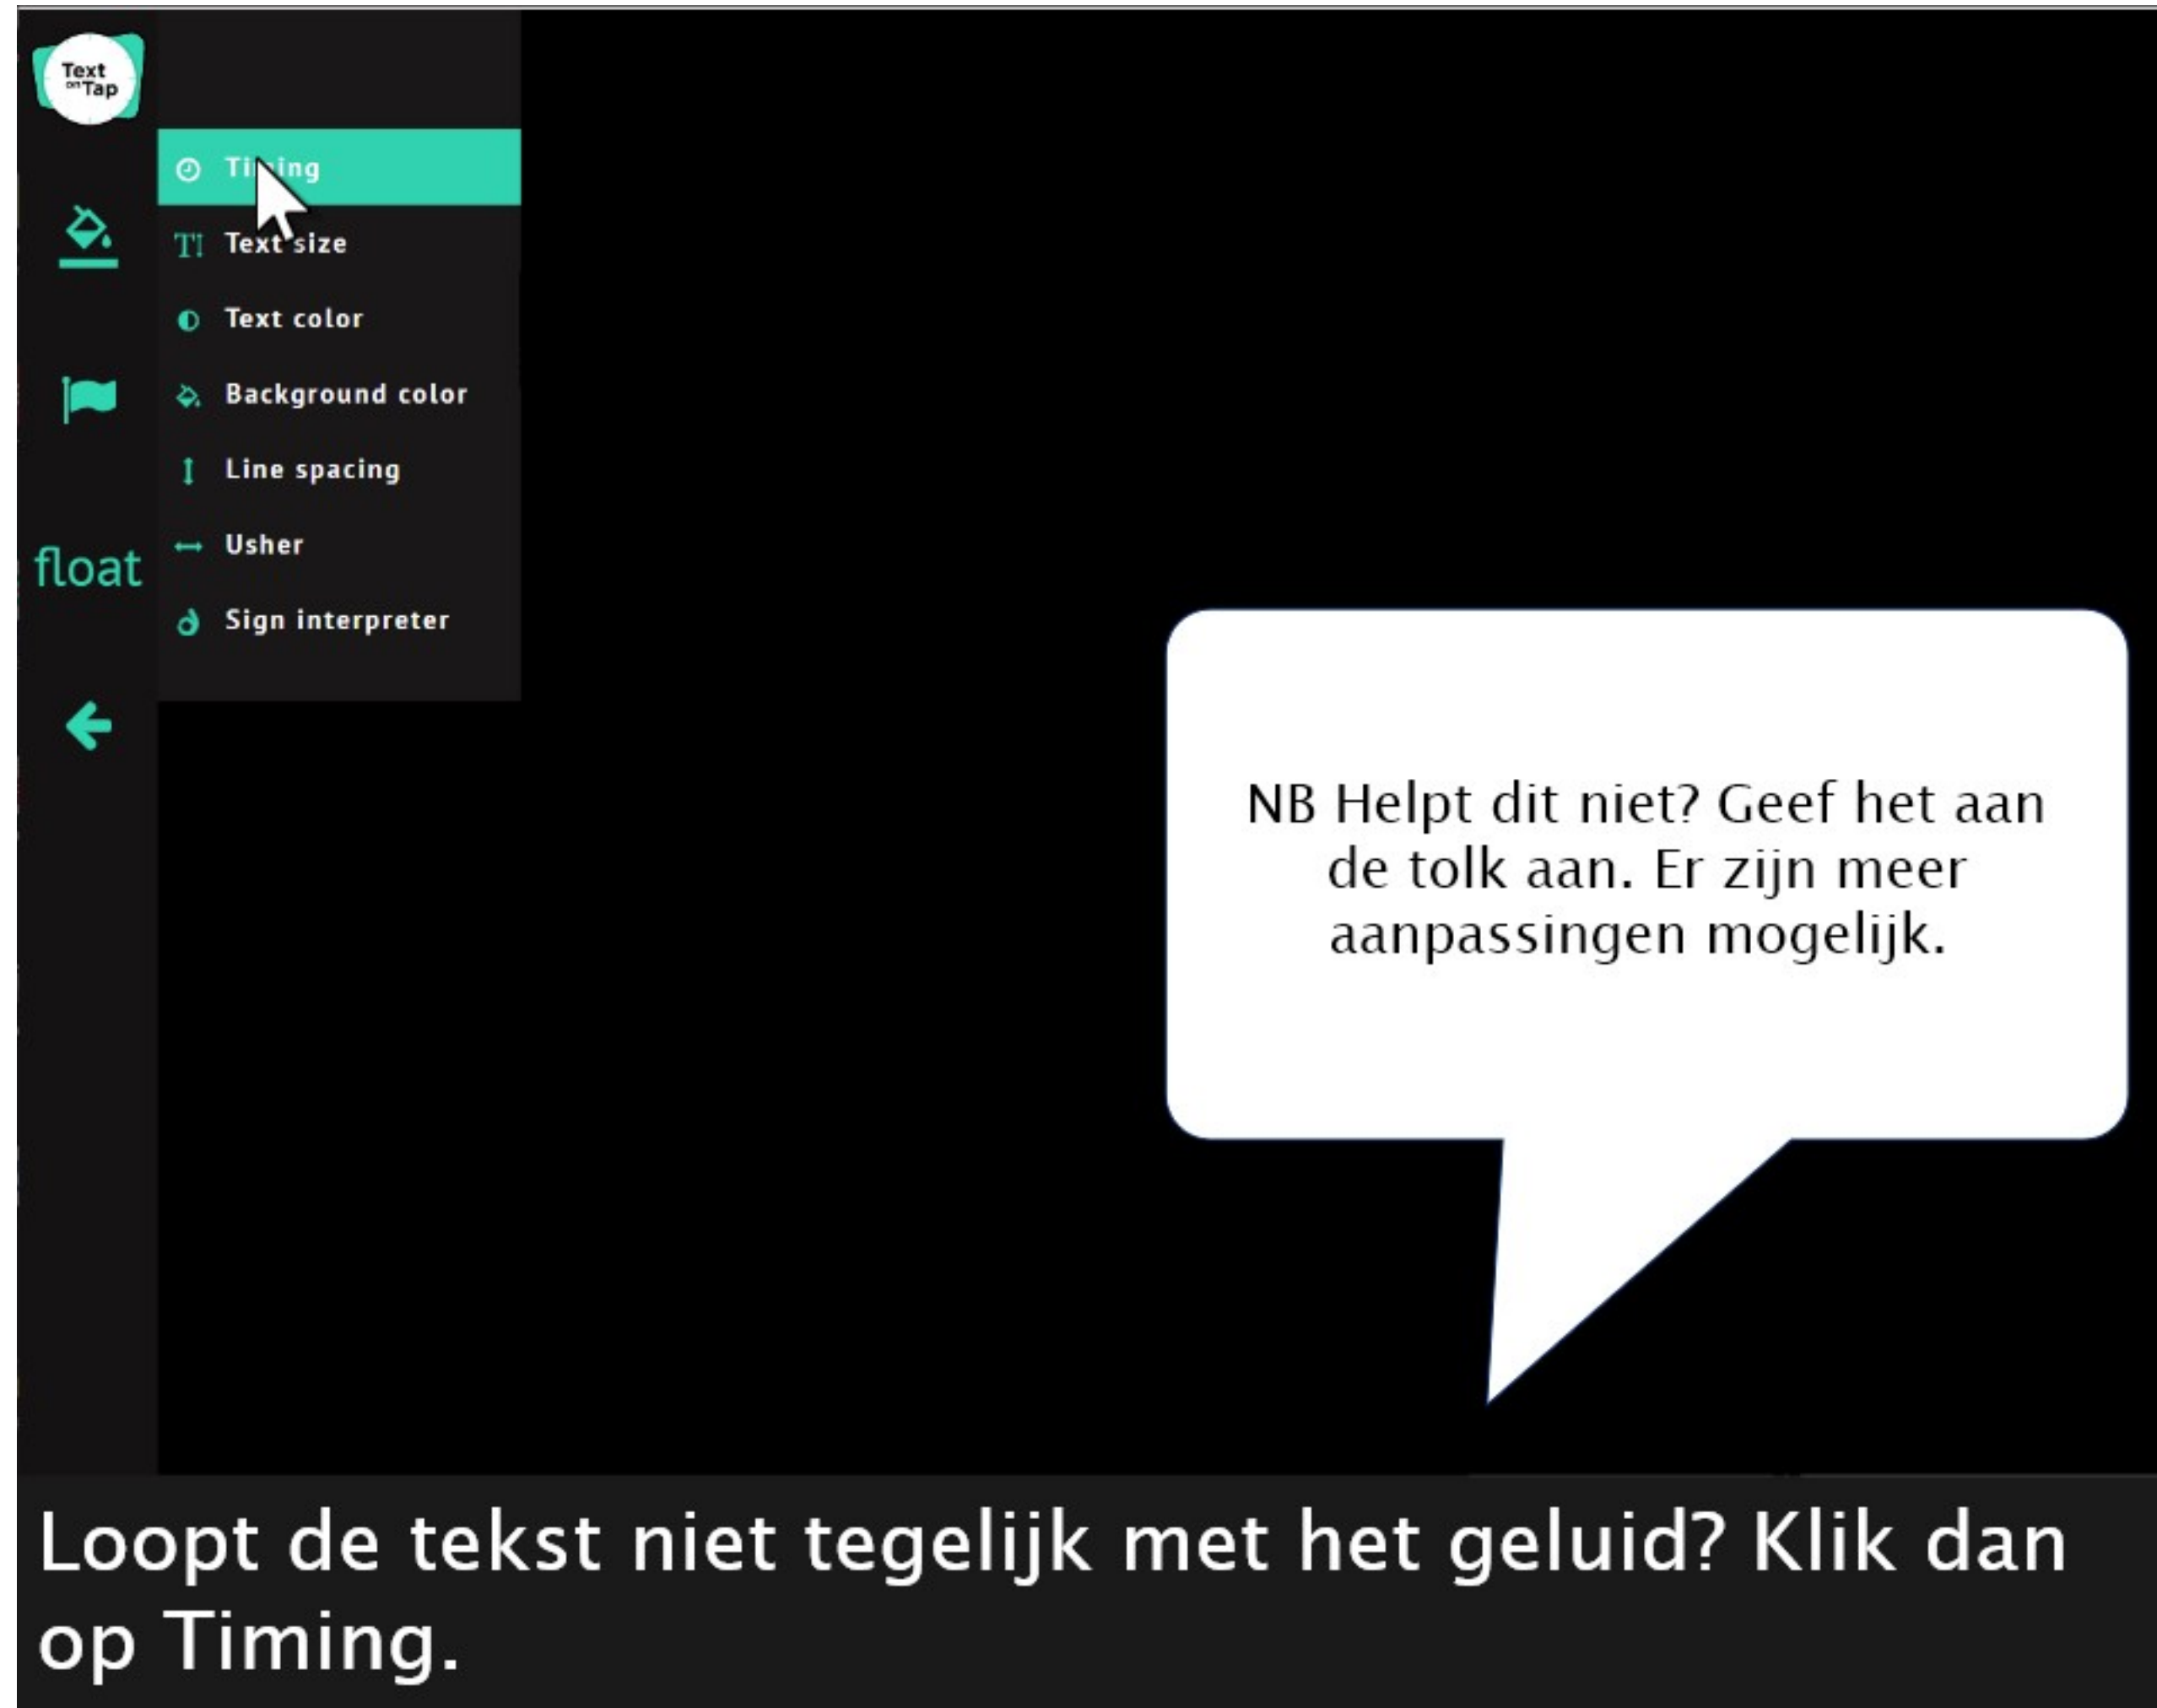 Text
on Tap
Timing
Text size
Text color
Background color
Line spacing
float
Usher
Sign interpreter
NB Helpt dit niet? Geef het aan
de tolk aan. Er zijn meer
aanpassingen mogelijk.
Loopt de tekst niet tegelijk met het geluid? Klik dan
op Timing.